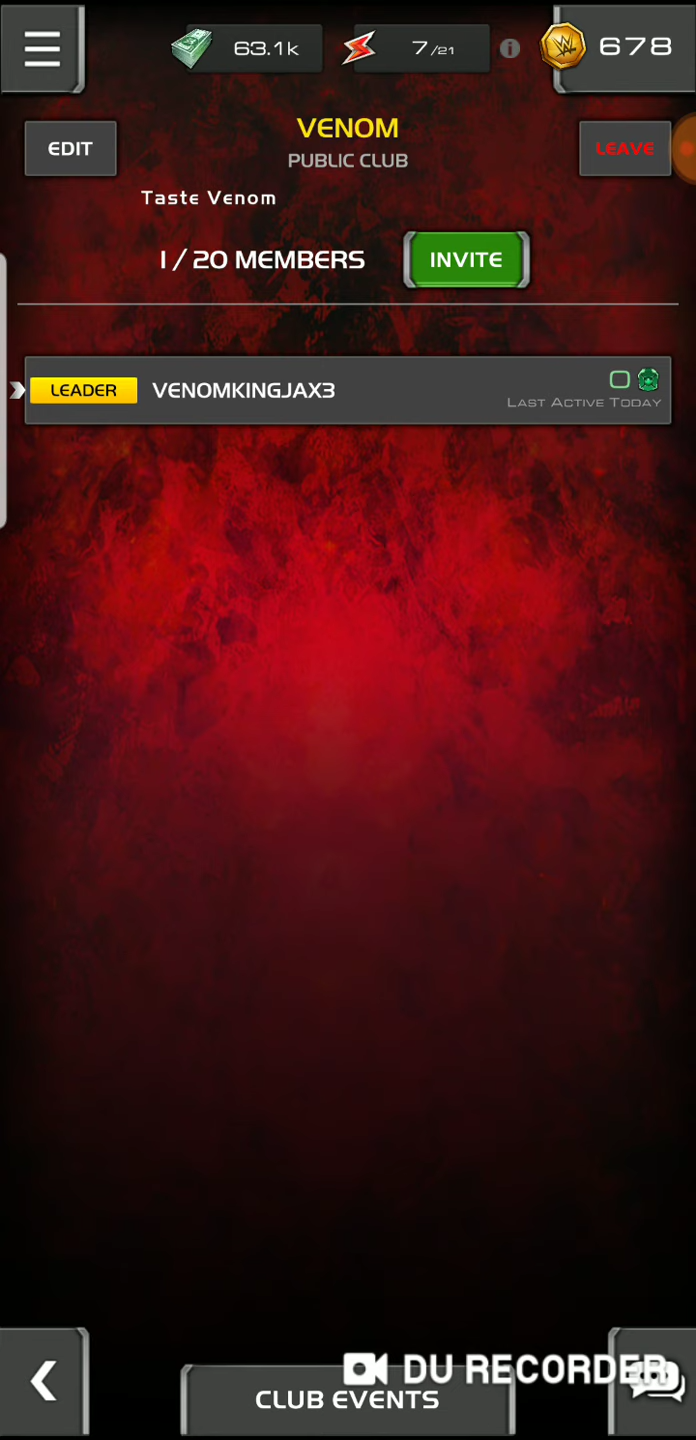 63.1k
7/21
i
678
EDIT
VENOM
PUBLIC CLUB
LEAVE
Taste Venom
1/20 MEMBERS
INVITE
LEADER
VENOMKINGJAX3
LAST ACTIVE TODAY
DU RECORDER
CLUB EVENTS